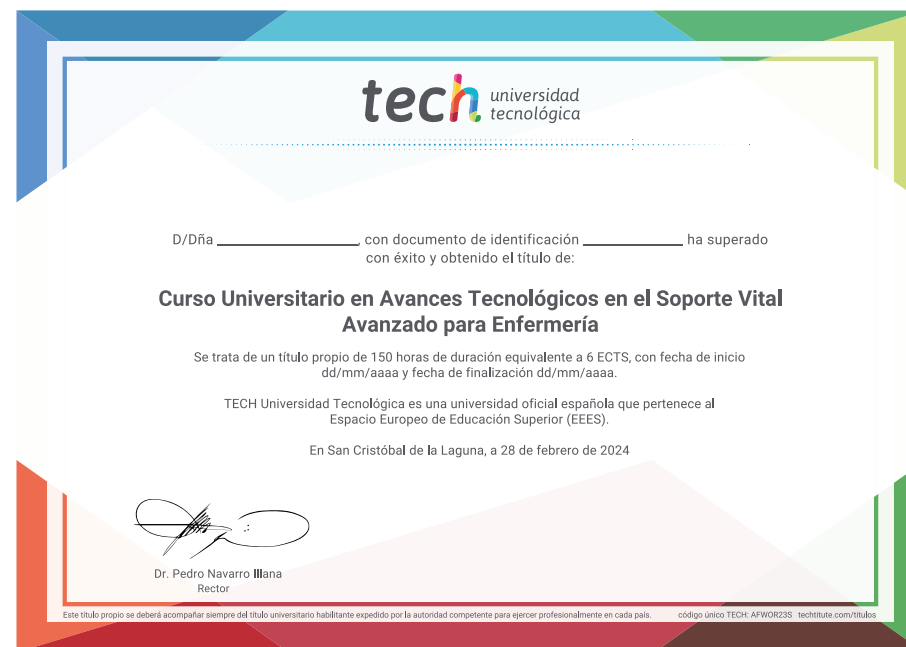 tech universidad
tecnológica
D/Dña ____________________, con documento de identificación ______________ ha superado
con éxito y obtenido el título de:
Curso Universitario en Avances Tecnológicos en el Soporte Vital
Avanzado para Enfermería
Se trata de un título propio de 150 horas de duración equivalente a 6 ECTS, con fecha de inicio
dd/mm/aaaa y fecha de finalización dd/mm/aaaa.
TECH Universidad Tecnológica es una universidad oficial española que pertenece al
Espacio Europeo de Educación Superior (EEES).
En San Cristóbal de la Laguna, a 28 de febrero de 2024
Dr. Pedro Navarro Illana
Rector
Este título propio se deberá acompañar siempre del título universitario habilitante expedido por la autoridad competente para ejercer profesionalmente en cada país. código único TECH: AFWOR23S techtitute.com/titulos